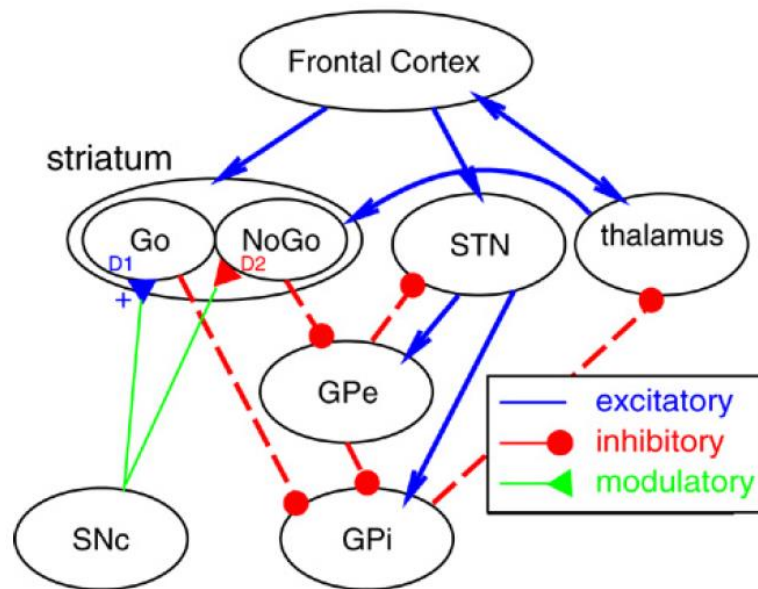 Frontal Cortex
striatum
Go
NoGo
STN
thalamus
D1
D2
+
GPe
excitatory
inhibitory
modulatory
SNc
GPi